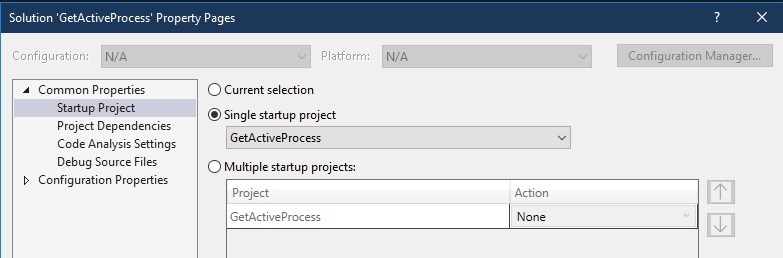 Solution 'GetActiveProcess' Property Pages
Configuration: N/A Platform: N/A Configuration Manager...
Common Properties
Startup Project
Project Dependencies
Code Analysis Settings
Debug Source Files
Configuration Properties
Current selection
Single startup project
GetActiveProcess
Multiple startup projects:
Project Action
GetActiveProcess None